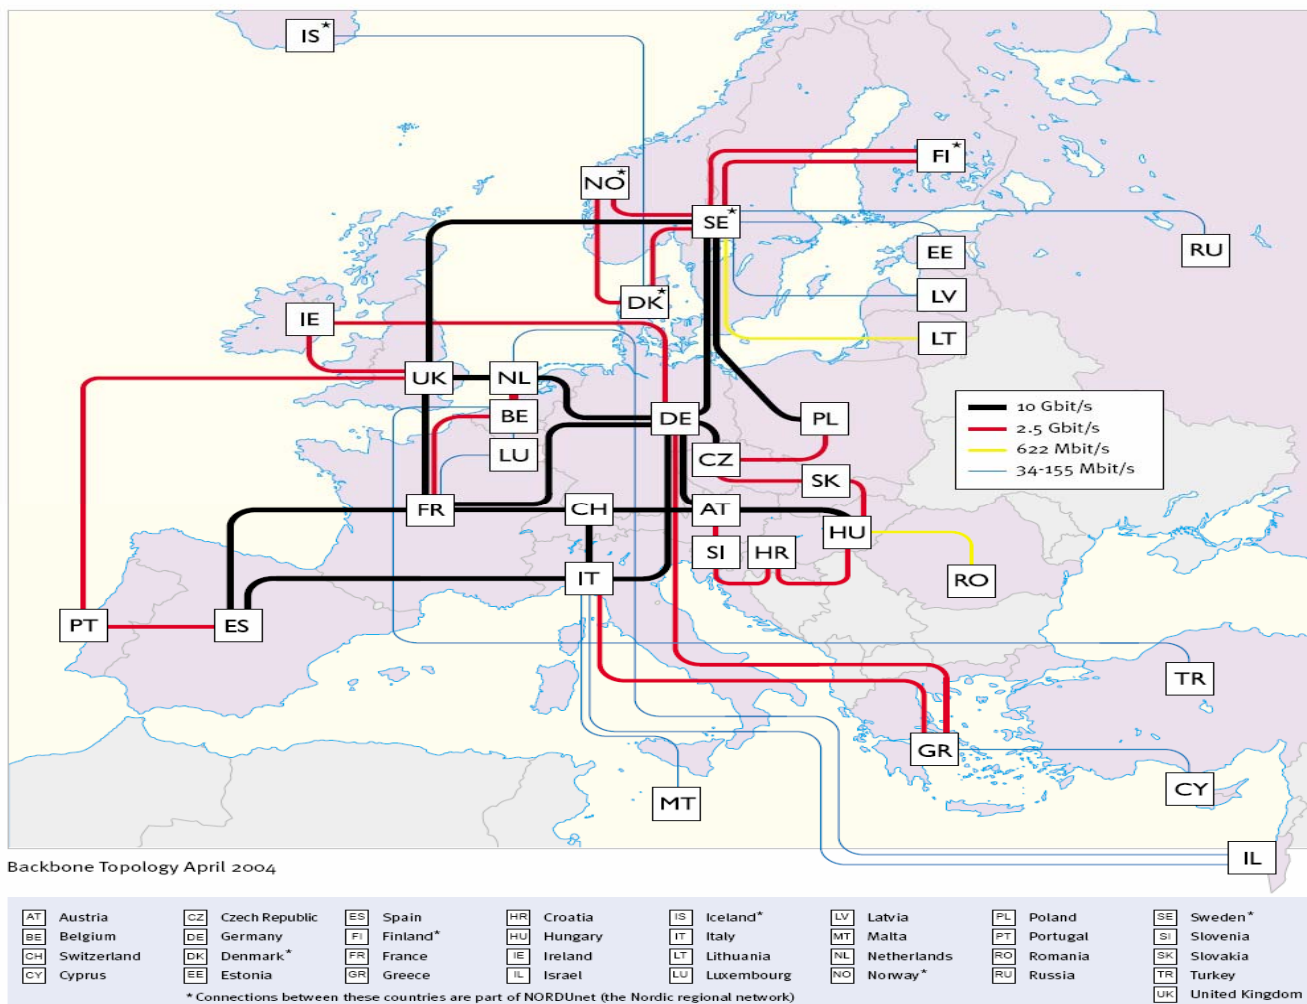 IS*
FI*
NO*
SE*
RU
EE
DK*
LV
IE
LT
UK
NL
10 Gbit/s
BE
DE
PL
2.5 Gbit/s
622 Mbit/s
LU
CZ
34-155 Mbit/s
SK
FR
CH
AT
HU
SI
HR
IT
RO
PT
ES
TR
GR
CY
MT
IL
Backbone Topology April 2004
AT Austria CZ Czech Republic ES Spain HR Croatia IS Iceland* LV Latvia PL Poland SE Sweden*
BE Belgium DE Germany FI Finland* HU Hungary IT Italy MT Malta PT Portugal SI Slovenia
CH Switzerland DK Denmark* FR France IE Ireland LT Lithuania NL Netherlands RO Romania SK Slovakia
CY Cyprus EE Estonia GR Greece IL Israel LU Luxembourg NO Norway* RU Russia TR Turkey
* Connections between these countries are part of NORDUnet (the Nordic regional network) UK United Kingdom